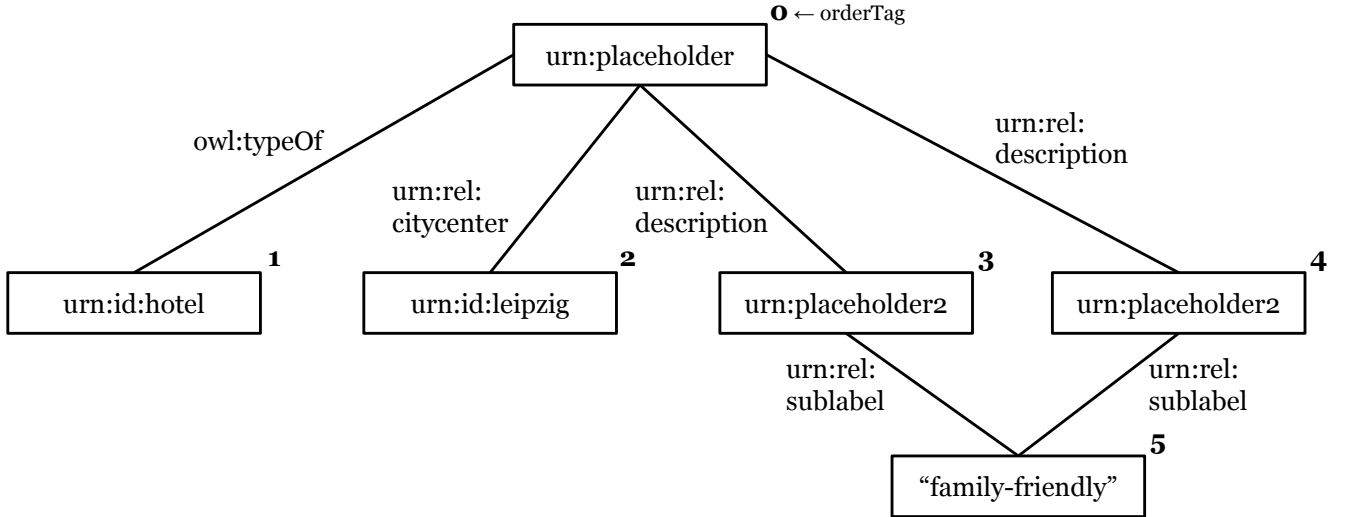 0 ← orderTag
urn:placeholder
owl:typeOf
urn:rel:
citycenter
urn:rel:
description
urn:rel:
description
1
urn:id:hotel
2
urn:id:leipzig
3
urn:placeholder2
4
urn:placeholder2
urn:rel:
sublabel
urn:rel:
sublabel
5
“family-friendly”